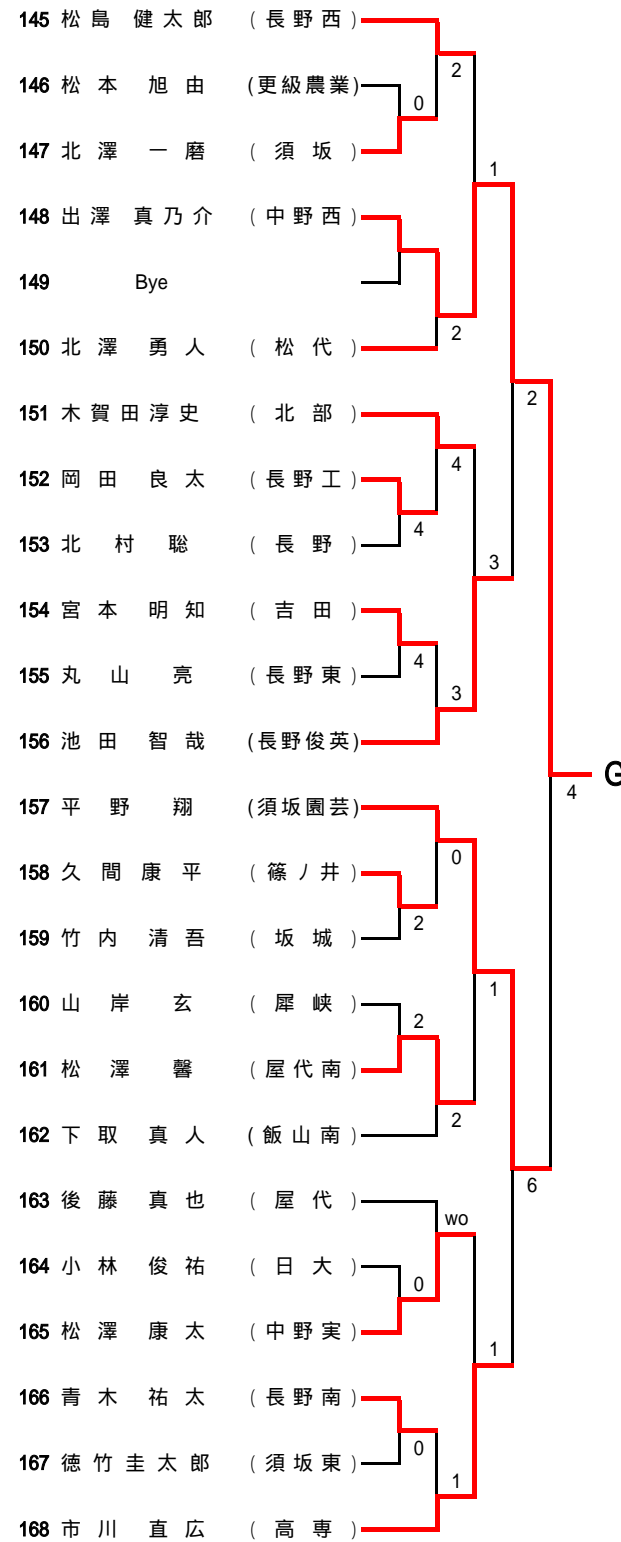 145 松島 健太郎 (長野西)
2
146 松本 旭由 (更級農業)
0
147 北澤 一磨 (須坂)
1
148 出澤 真乃介 (中野西)
149 Bye
2
150 北澤 勇人 (松代)
2
151 木賀田淳史 (北部)
4
152 岡田 良太 (長野工)
4
153 北村 聡 (長野)
3
154 宮本 明知 (吉田)
4
155 丸山 亮 (長野東)
3
156 池田 智哉 (長野俊英)
G
4
157 平野 翔 (須坂園芸)
0
158 久間 康平 (篠ノ井)
2
159 竹内 清吾 (坂城)
1
160 山岸 玄 (犀峡)
2
161 松澤 馨 (屋代南)
2
162 下取 真人 (飯山南)
6
163 後藤 真也 (屋代)
wo
164 小林 俊祐 (日大)
0
165 松澤 康太 (中野実)
1
166 青木 祐太 (長野南)
0
167 徳竹圭太郎 (須坂東)
1
168 市川 直広 (高専)